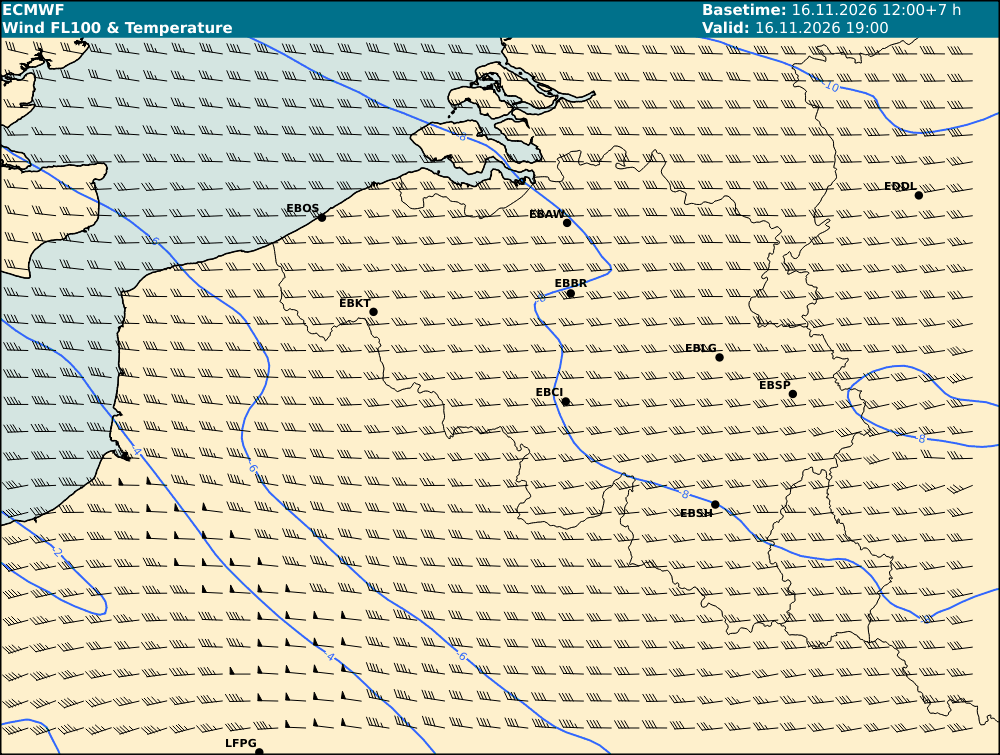 ECMWF
Wind FL100 & Temperature
Basetime: 16.11.2026 12:00+7 h
Valid: 16.11.2026 19:00
-10
-8
EDDL
EBOS
EBAW
-6
EBBR
-8
EBKT
EBLG
EBSP
EBCI
-8
-4
-6
-8
EBSH
-2
-4
-6
LFPG